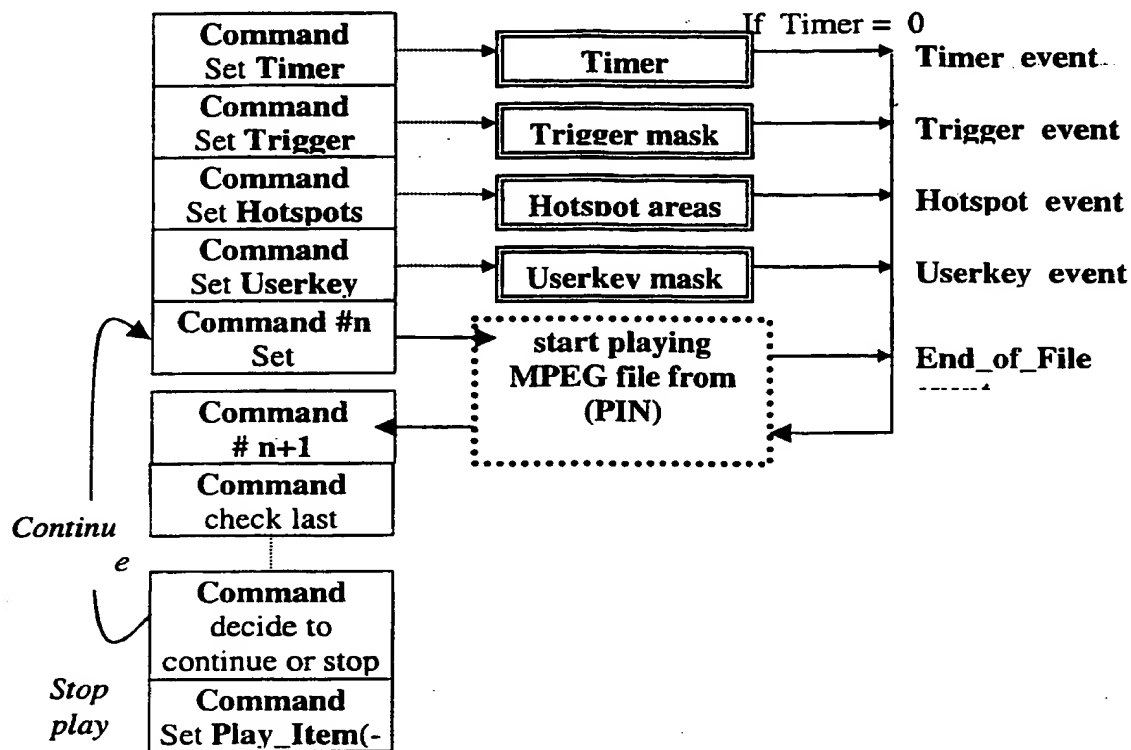 If Timer = 0
Command
Set Timer
Timer
Timer event
Command
Set Trigger
Trigger mask
Trigger event
Command
Set Hotspots
Hotspot areas
Hotspot event
Command
Set Userkey
Userkey mask
Userkey event
Command #n
Set
start playing
MPEG file from
(PIN)
End_of_File
Command
# n+1
Command
check last
Continu
e
Command
decide to
continue or stop
Stop
play
Command
Set Play_Item(-